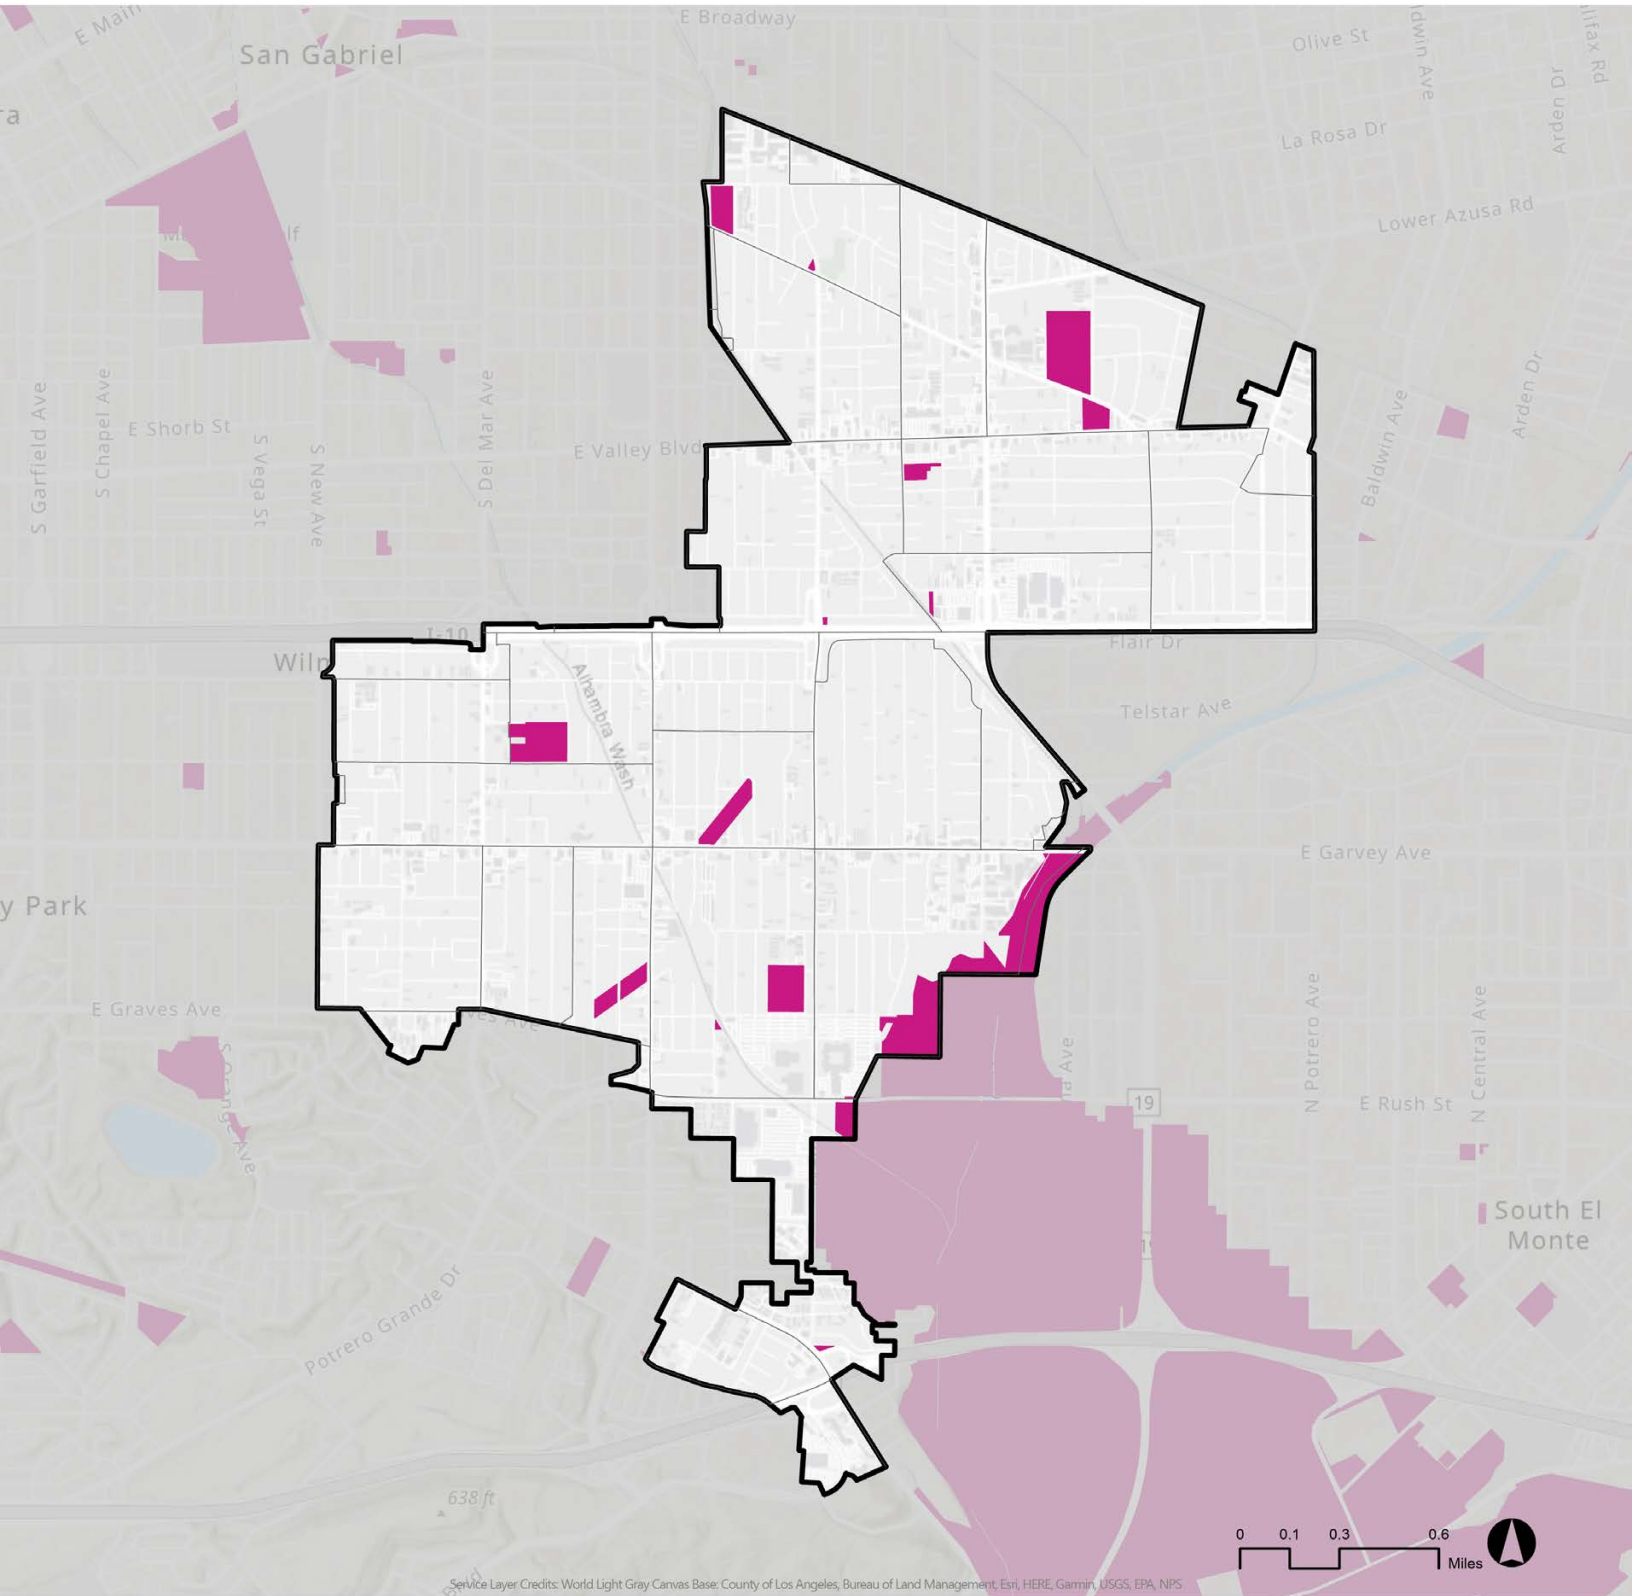 E Main
E Broadway
San Gabriel
Olive St
La Rosa Dr
Arden Dr
Lower Azusa Rd
S Garfield Ave
S Chapel Ave
E Shorb St
S Vega St
S New Ave
S Del Mar Ave
E Valley Blvd
Baldwin Ave
Arden Dr
I-10
Flair Dr
Telstar Ave
Alhambra Wash
E Garvey Ave
y Park
E Graves Ave
N Potrero Ave
N Central Ave
19
E Rush St
South El
Monte
Potrero Grande Dr
638 ft
0 0.1 0.3 0.6
Miles
Service Layer Credits: World Light Gray Canvas Base: County of Los Angeles, Bureau of Land Management, Esri, HERE, Garmin, USGS, EPA, NPS